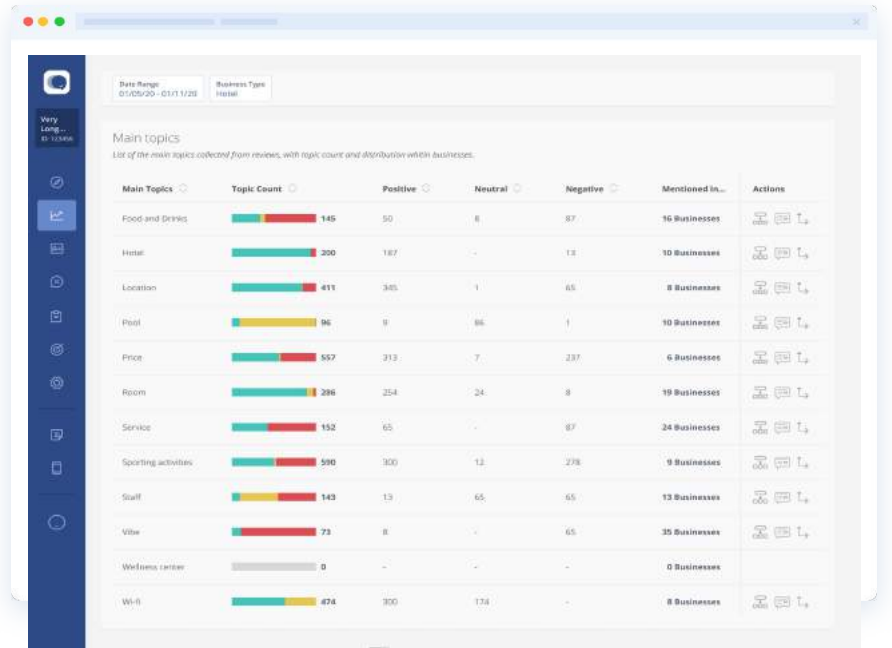 Very
Long...
ID: 123456
Date Range
01/05/20 - 01/11/20
Business Type
Hotel
Main topics
List of the main topics collected from reviews, with topic count and distribution whitin businesses.
Main Topics Topic Count Positive Neutral Negative Mentioned in... Actions
Food and Drinks 145 50 8 87 16 Businesses
Hotel 200 187 - 13 10 Businesses
Location 411 345 1 65 8 Businesses
Pool 96 9 86 1 10 Businesses
Price 557 313 7 237 6 Businesses
Room 286 254 24 8 19 Businesses
Service 152 65 - 87 24 Businesses
Sporting activities 590 300 12 278 9 Businesses
Staff 143 13 65 65 13 Businesses
Vibe 73 8 - 65 35 Businesses
Wellness center 0 - - - 0 Businesses
Wi-fi 474 300 174 - 8 Businesses